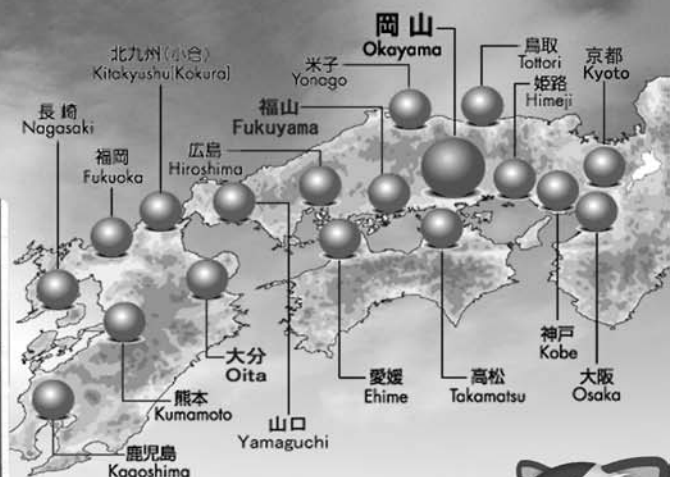 岡山
Okayama
鳥取
Tottori
京都
Kyoto
米子
Yonago
姫路
Himeji
北九州(小合)
Kitakyushu(Kokura)
長崎
Nagasaki
福山
Fukuyama
福岡
Fukuoka
広島
Hiroshima
神戸
Kobe
大分
Oita
愛媛
Ehime
高松
Takamatsu
大阪
Osaka
熊本
Kumamoto
山口
Yamaguchi
鹿児島
Kagoshima